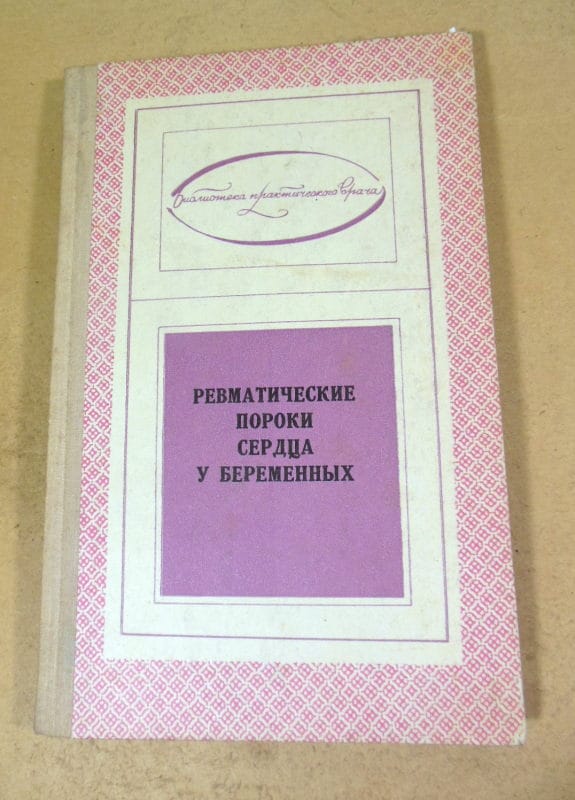 Библиотека практического врача
РЕВМАТИЧЕСКИЕ
ПОРОКИ
СЕРДЦА
У БЕРЕМЕННЫХ